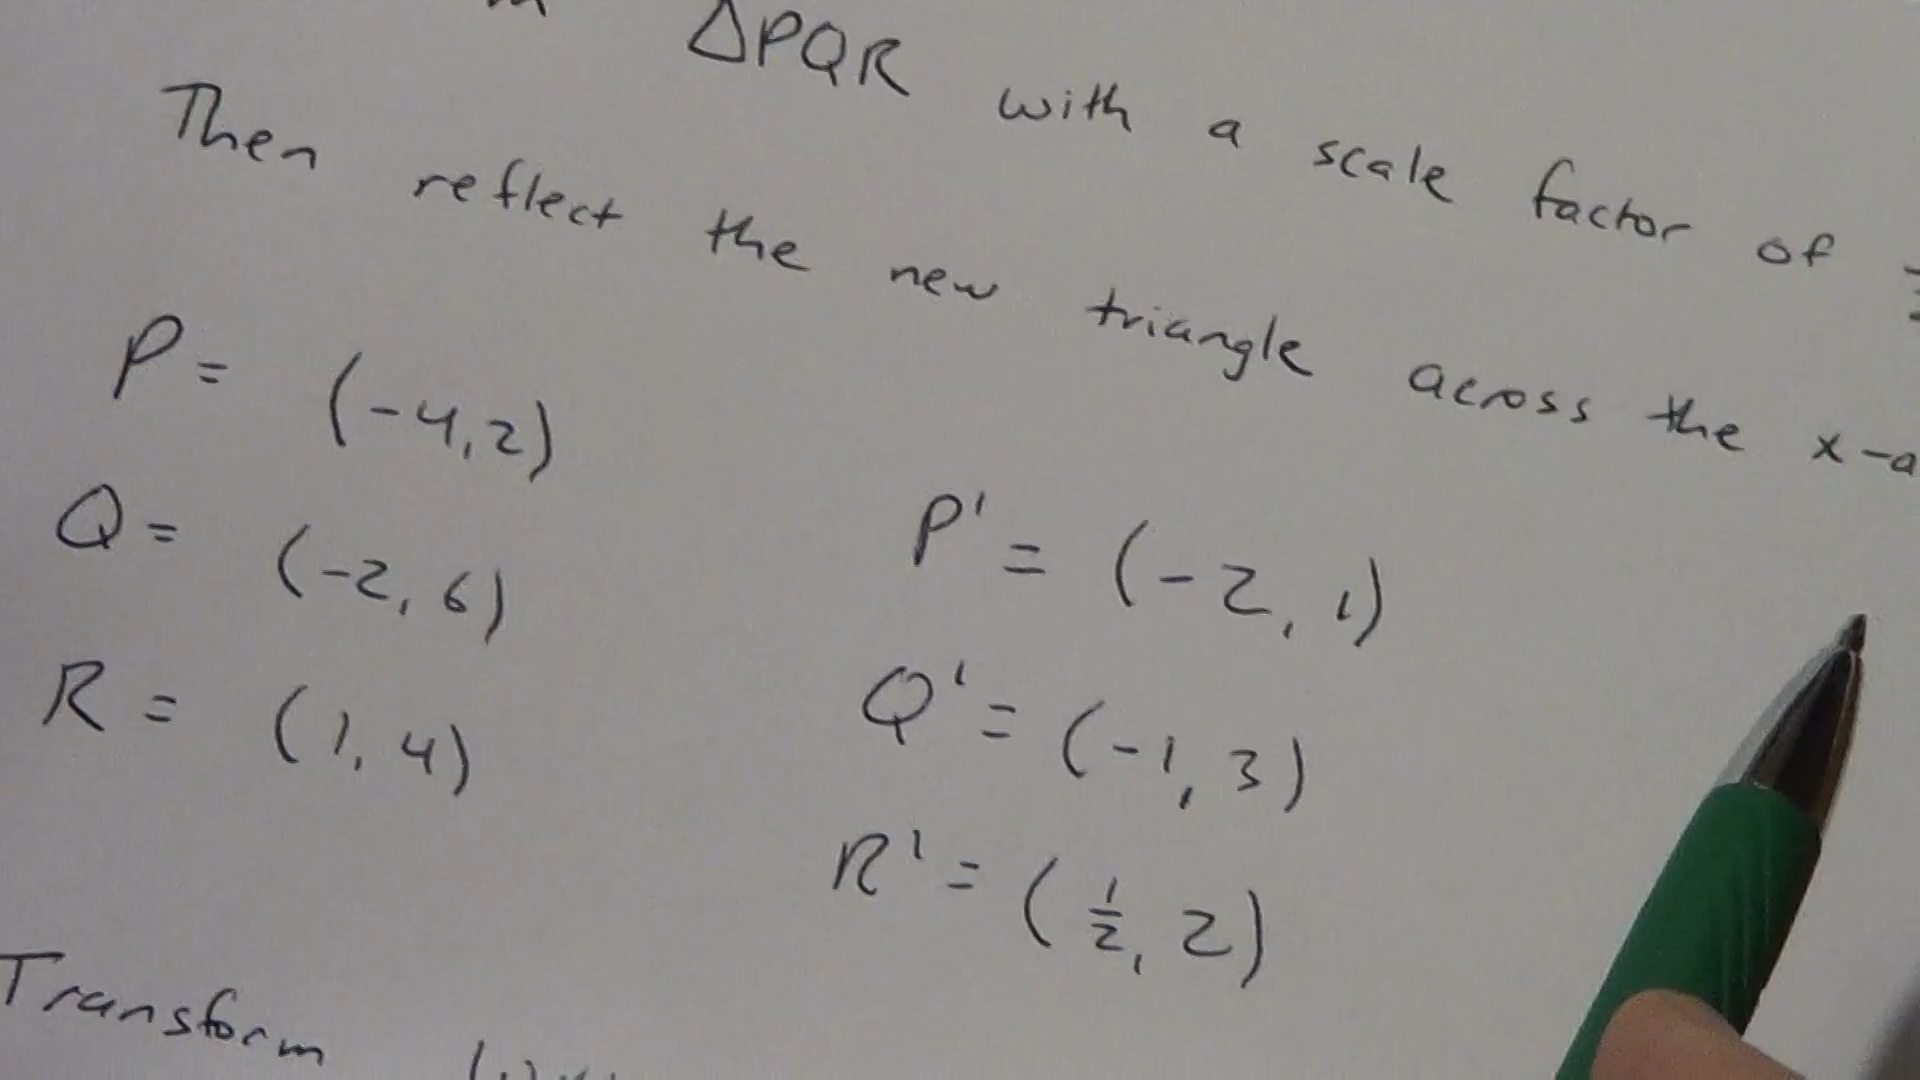 ΔPQR with a scale factor of
Then reflect the new triangle across the x-a
P = (-4, 2)
Q = (-2, 6)
R = (1, 4)
P' = (-2, 1)
Q' = (-1, 3)
R' = (1/2, 2)
Transform